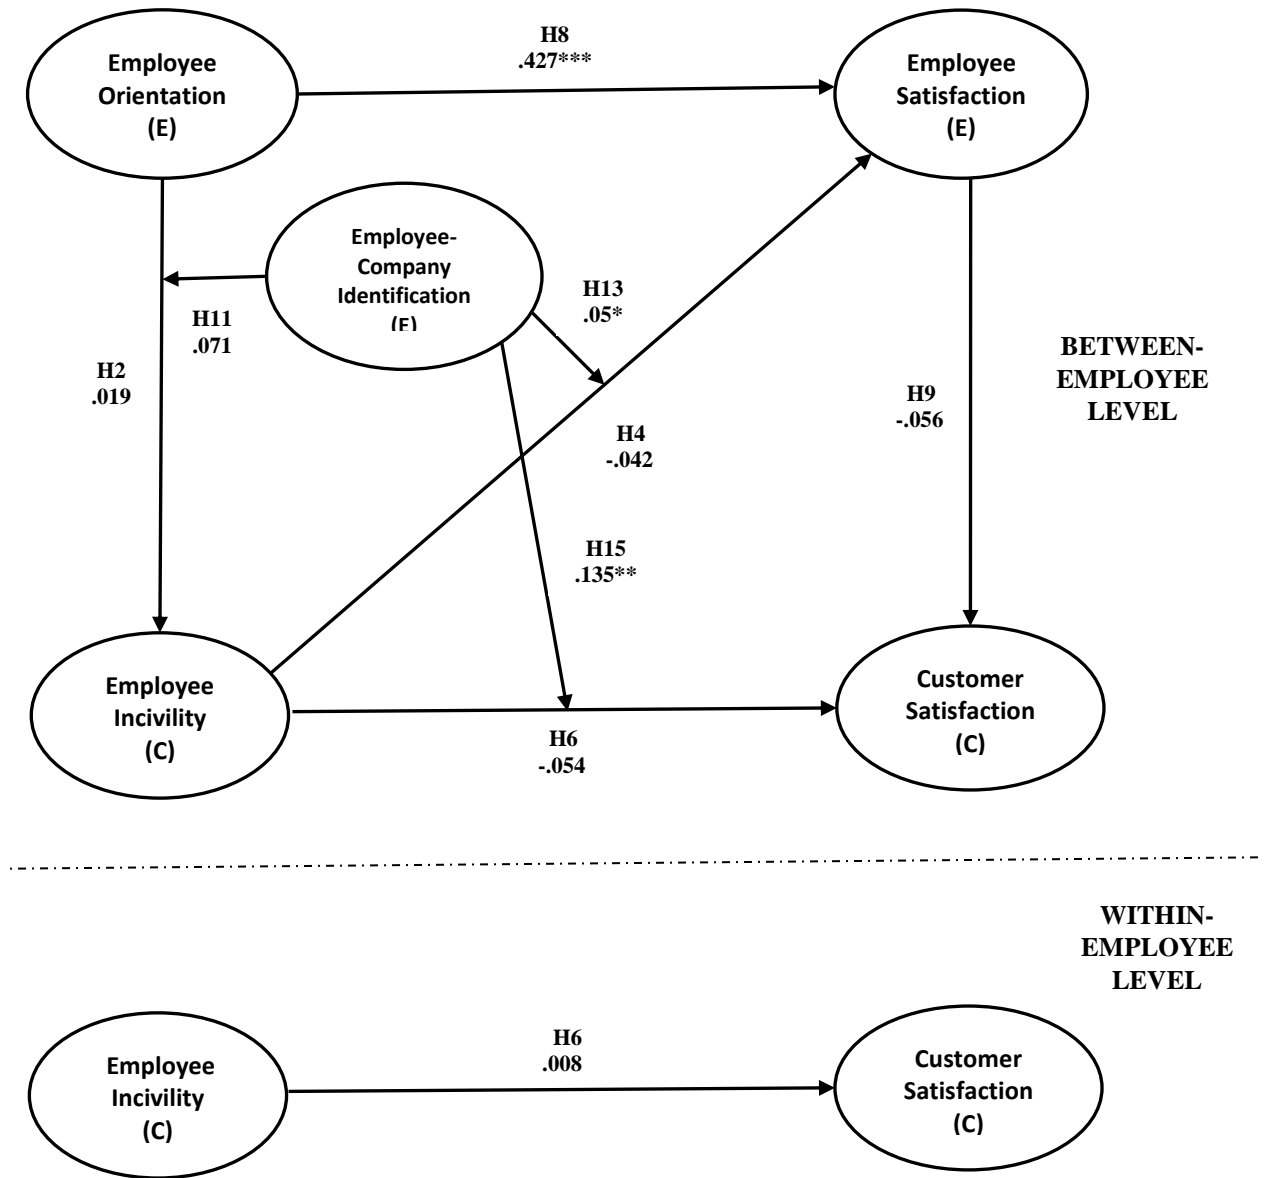 H8
.427***
Employee
Orientation
(E)
Employee
Satisfaction
(E)
Employee-
Company
Identification
(E)
H13
.05*
H11
.071
H2
.019
BETWEEN-
EMPLOYEE
LEVEL
H9
-.056
H4
-.042
H15
.135**
Employee
Incivility
(C)
Customer
Satisfaction
(C)
H6
-.054
WITHIN-
EMPLOYEE
LEVEL
H6
.008
Employee
Incivility
(C)
Customer
Satisfaction
(C)